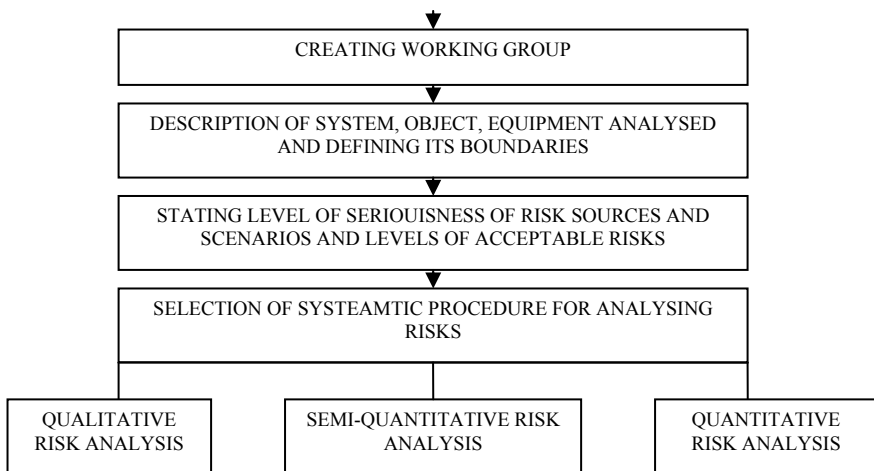 CREATING WORKING GROUP
DESCRIPTION OF SYSTEM, OBJECT, EQUIPMENT ANALYSED
AND DEFINING ITS BOUNDARIES
STATING LEVEL OF SERIOUISNESS OF RISK SOURCES AND
SCENARIOS AND LEVELS OF ACCEPTABLE RISKS
SELECTION OF SYSTEAMTIC PROCEDURE FOR ANALYSING
RISKS
QUALITATIVE
RISK ANALYSIS
SEMI-QUANTITATIVE RISK
ANALYSIS
QUANTITATIVE
RISK ANALYSIS